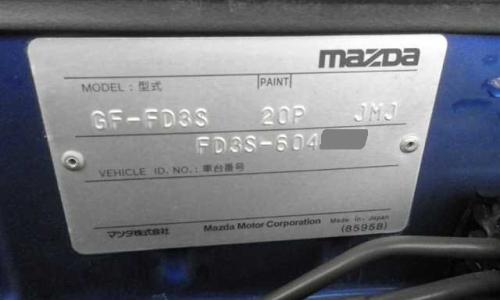 mazda
MODEL: 型式 PAINT
GF-FD3S 20P JMJ
FD3S-604
VEHICLE ID. NO.: 車台番号
マツダ株式会社 Mazda Motor Corporation Made in Japan
(8595B)